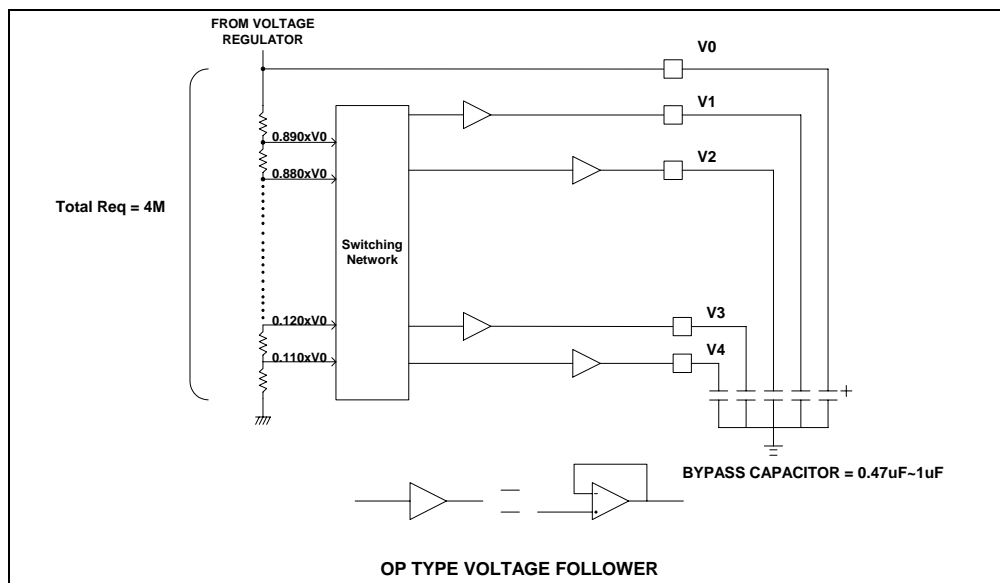 FROM VOLTAGE
REGULATOR
V0
V1
0.890xV0
V2
0.880xV0
Total Req = 4M
Switching
Network
V3
0.120xV0
V4
0.110xV0
+
BYPASS CAPACITOR = 0.47uF~1uF
-
+
OP TYPE VOLTAGE FOLLOWER